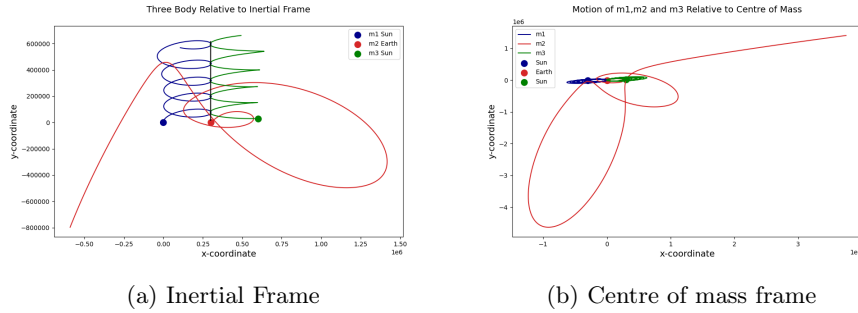 Three Body Relative to Inertial Frame
y-coordinate
600000
400000
200000
0
−200000
−400000
−600000
−800000
−0.50
−0.25
0.00
0.25
0.50
0.75
1.00
1.25
1.50
1e6
x-coordinate
m1 Sun
m2 Earth
m3 Sun
(a) Inertial Frame
Motion of m1,m2 and m3 Relative to Centre of Mass
1e6
y-coordinate
1
0
−1
−2
−3
−4
−1
0
1
2
3
1e
x-coordinate
m1
m2
m3
Sun
Earth
Sun
(b) Centre of mass frame